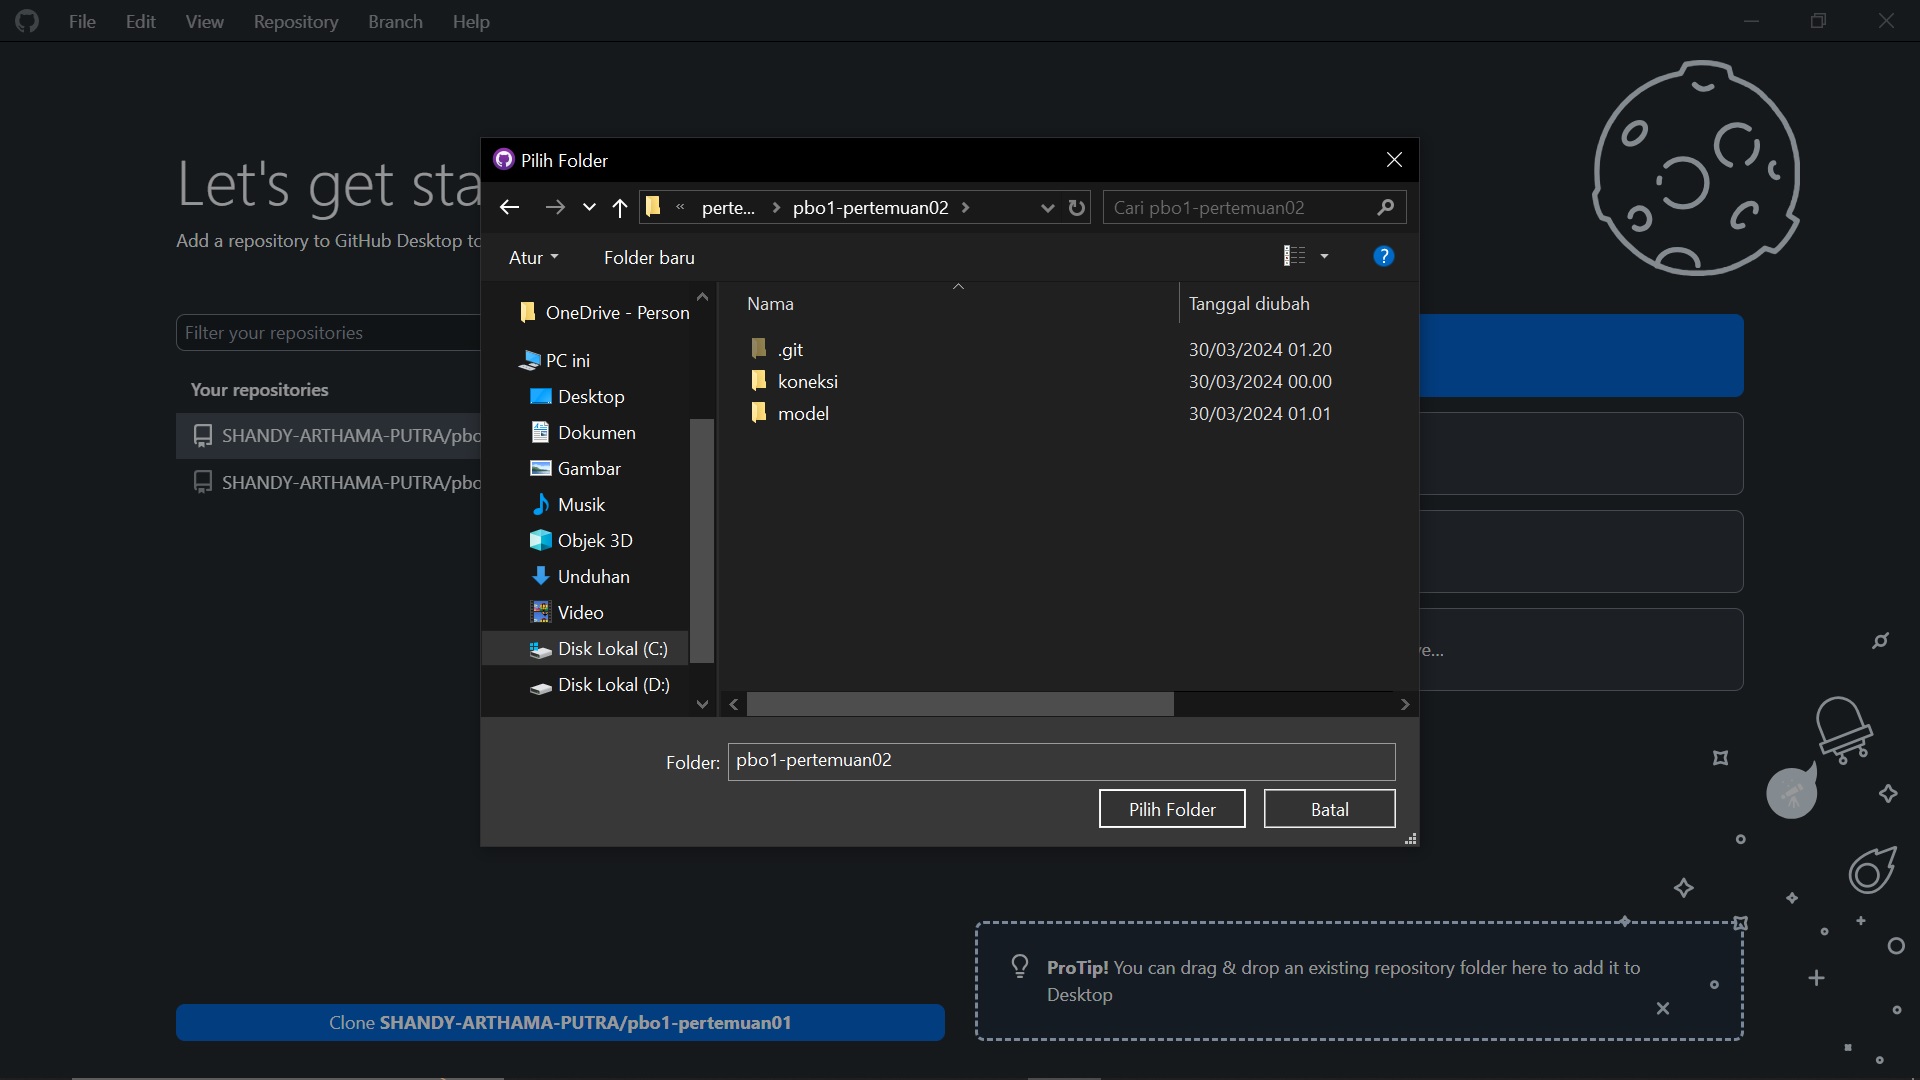 File Edit View Repository Branch Help
Let's get sta
Add a repository to GitHub Desktop to
Filter your repositories
Your repositories
SHANDY-ARTHAMA-PUTRA/pbo
SHANDY-ARTHAMA-PUTRA/pbo
Pilih Folder
« perte... > pbo1-pertemuan02 >
Cari pbo1-pertemuan02
Atur
Folder baru
?
OneDrive - Person
PC ini
Desktop
Dokumen
Gambar
Musik
Objek 3D
Unduhan
Video
Disk Lokal (C:)
Disk Lokal (D:)
Nama Tanggal diubah
.git 30/03/2024 01.20
koneksi 30/03/2024 00.00
model 30/03/2024 01.01
Folder: pbo1-pertemuan02
Pilih Folder Batal
ve...
ProTip! You can drag & drop an existing repository folder here to add it to
Desktop
Clone SHANDY-ARTHAMA-PUTRA/pbo1-pertemuan01